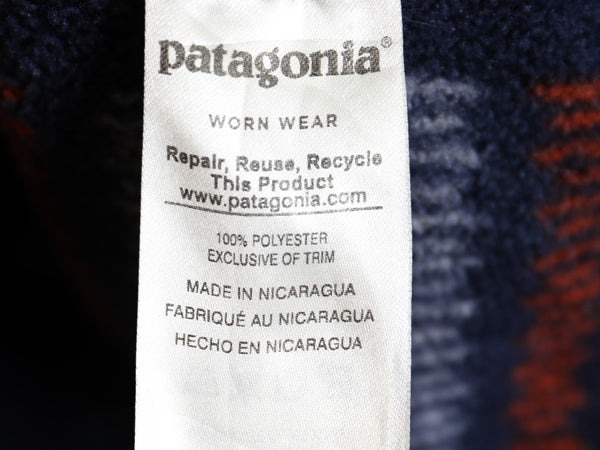 patagonia®
WORN WEAR
Repair, Reuse, Recycle
This Product
www.patagonia.com
100% POLYESTER
EXCLUSIVE OF TRIM
MADE IN NICARAGUA
FABRIQUÉ AU NICARAGUA
HECHO EN NICARAGUA